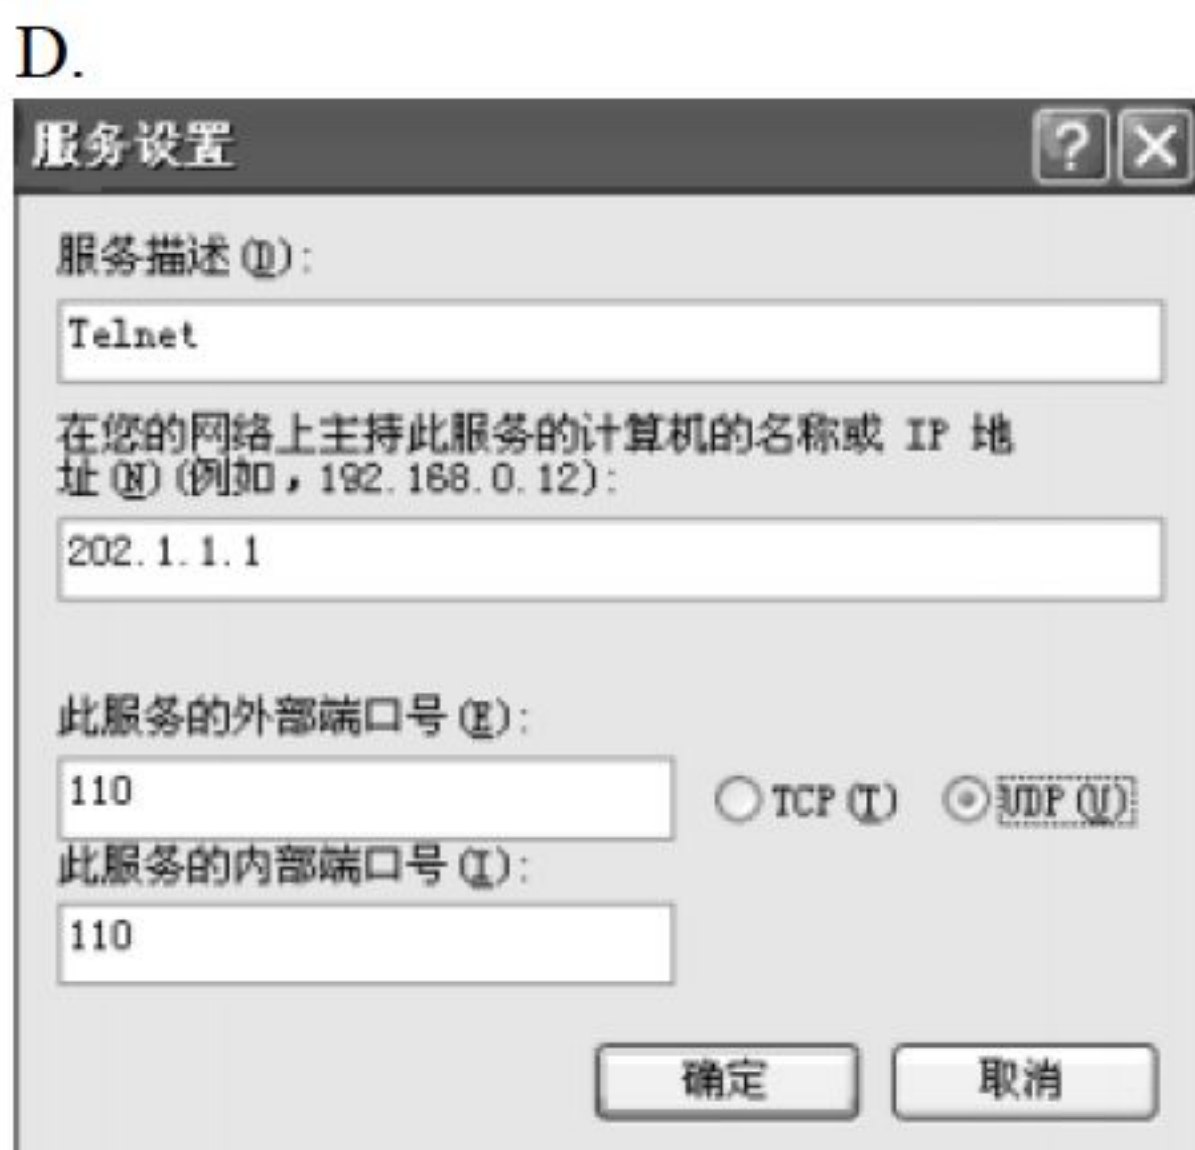 D.
服务设置
服务描述(D):
Telnet
在您的网络上主持此服务的计算机的名称或 IP 地
址(N)(例如，192.168.0.12):
202.1.1.1
此服务的外部端口号(E):
110 TCP(T) UDP(U)
此服务的内部端口号(I):
110
确定 取消